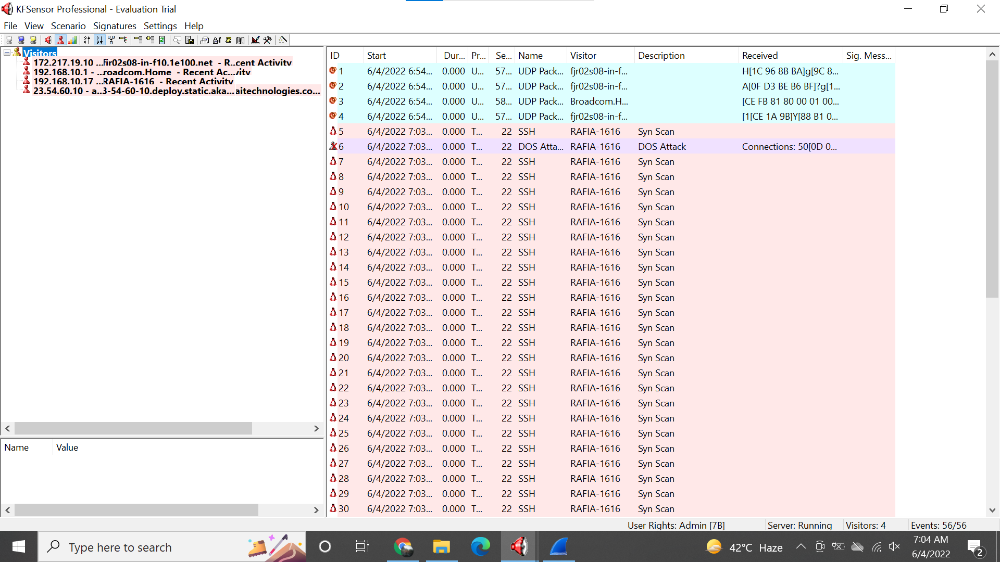 KFSensor Professional - Evaluation Trial
File View Scenario Signatures Settings Help
Visitors
172.217.19.10 ...fjr02s08-in-f10.1e100.net - R...cent Activity
192.168.10.1 - ...roadcom.Home - Recent Ac...vity
192.168.10.17 ...RAFIA-1616 - Recent Activity
23.54.60.10 - a...3-54-60-10.deploy.static.aka...aitechnologies.co...
Name Value
ID Start Dur... Pr... Se... Name Visitor Description Received Sig. Mess...
1 6/4/2022 6:54... 0.000 U... 57... UDP Pack... fjr02s08-in-f... H[1C 96 8B BA]g[9C 8...
2 6/4/2022 6:54... 0.000 U... 57... UDP Pack... fjr02s08-in-f... A[0F D3 BE B6 BF]?g[1...
3 6/4/2022 6:54... 0.000 U... 58... UDP Pack... Broadcom.H... [CE FB 81 80 00 01 00...
4 6/4/2022 6:54... 0.000 U... 57... UDP Pack... fjr02s08-in-f... [1[CE 1A 9B]Y[88 B1 0...
5 6/4/2022 7:03... 0.000 T... 22 SSH RAFIA-1616 Syn Scan
6 6/4/2022 7:03... 0.000 T... 22 DOS Atta... RAFIA-1616 DOS Attack Connections: 50[0D 0...
7 6/4/2022 7:03... 0.000 T... 22 SSH RAFIA-1616 Syn Scan
8 6/4/2022 7:03... 0.000 T... 22 SSH RAFIA-1616 Syn Scan
9 6/4/2022 7:03... 0.000 T... 22 SSH RAFIA-1616 Syn Scan
10 6/4/2022 7:03... 0.000 T... 22 SSH RAFIA-1616 Syn Scan
11 6/4/2022 7:03... 0.000 T... 22 SSH RAFIA-1616 Syn Scan
12 6/4/2022 7:03... 0.000 T... 22 SSH RAFIA-1616 Syn Scan
13 6/4/2022 7:03... 0.000 T... 22 SSH RAFIA-1616 Syn Scan
14 6/4/2022 7:03... 0.000 T... 22 SSH RAFIA-1616 Syn Scan
15 6/4/2022 7:03... 0.000 T... 22 SSH RAFIA-1616 Syn Scan
16 6/4/2022 7:03... 0.000 T... 22 SSH RAFIA-1616 Syn Scan
17 6/4/2022 7:03... 0.000 T... 22 SSH RAFIA-1616 Syn Scan
18 6/4/2022 7:03... 0.000 T... 22 SSH RAFIA-1616 Syn Scan
19 6/4/2022 7:03... 0.000 T... 22 SSH RAFIA-1616 Syn Scan
20 6/4/2022 7:03... 0.000 T... 22 SSH RAFIA-1616 Syn Scan
21 6/4/2022 7:03... 0.000 T... 22 SSH RAFIA-1616 Syn Scan
22 6/4/2022 7:03... 0.000 T... 22 SSH RAFIA-1616 Syn Scan
23 6/4/2022 7:03... 0.000 T... 22 SSH RAFIA-1616 Syn Scan
24 6/4/2022 7:03... 0.000 T... 22 SSH RAFIA-1616 Syn Scan
25 6/4/2022 7:03... 0.000 T... 22 SSH RAFIA-1616 Syn Scan
26 6/4/2022 7:03... 0.000 T... 22 SSH RAFIA-1616 Syn Scan
27 6/4/2022 7:03... 0.000 T... 22 SSH RAFIA-1616 Syn Scan
28 6/4/2022 7:03... 0.000 T... 22 SSH RAFIA-1616 Syn Scan
29 6/4/2022 7:03... 0.000 T... 22 SSH RAFIA-1616 Syn Scan
30 6/4/2022 7:03... 0.000 T... 22 SSH RAFIA-1616 Syn Scan
User Rights: Admin [7B] Server: Running Visitors: 4 Events: 56/56
Type here to search
42°C Haze
7:04 AM
6/4/2022
2